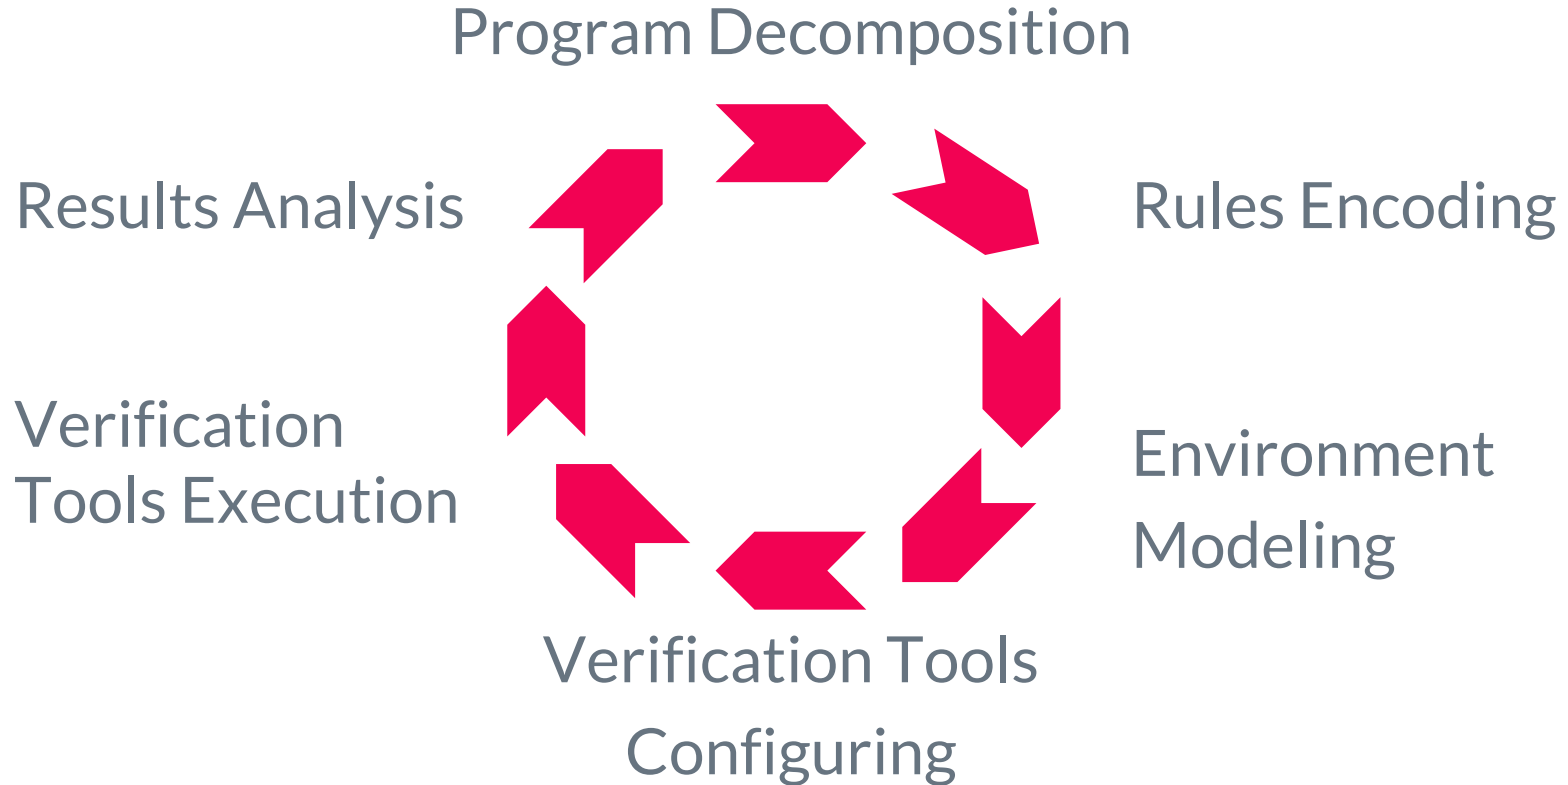 Program Decomposition
Results Analysis
Rules Encoding
Verification
Tools Execution
Environment
Modeling
Verification Tools
Configuring